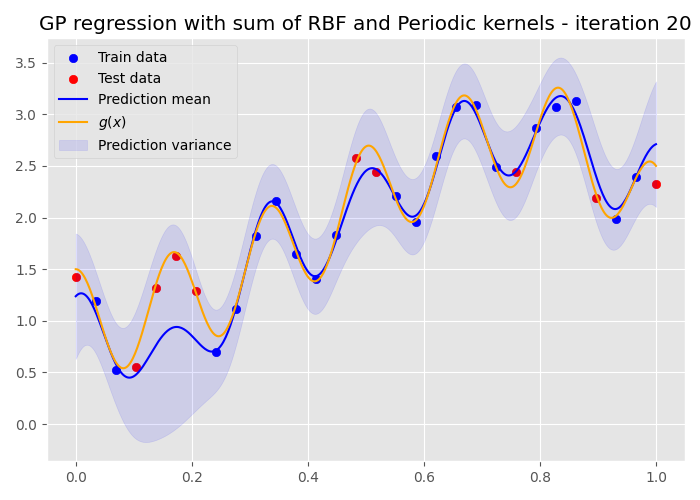 GP regression with sum of RBF and Periodic kernels - iteration 20
Train data
Test data
Prediction mean
g(x)
Prediction variance
3.5
3.0
2.5
2.0
1.5
1.0
0.5
0.0
0.0 0.2 0.4 0.6 0.8 1.0